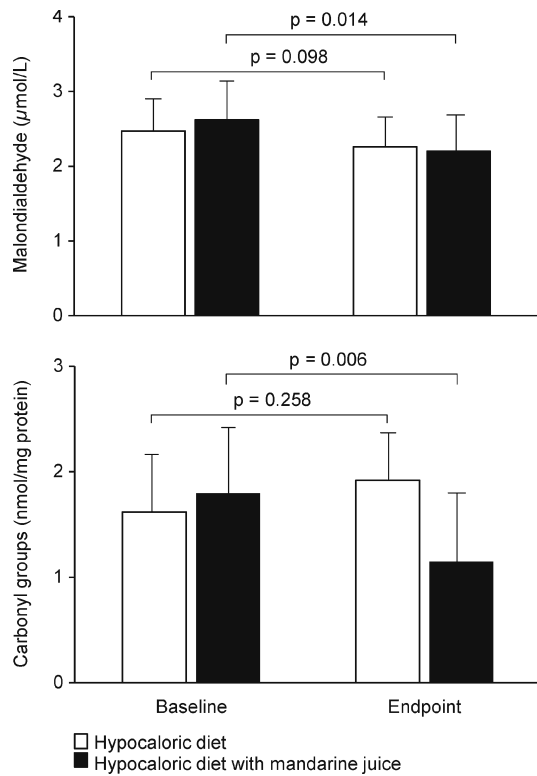 Malondialdehyde (µmol/L)
4
3
2
1
0
p = 0.014
p = 0.098
Carbonyl groups (nmol/mg protein)
3
2
1
0
p = 0.006
p = 0.258
Baseline
Endpoint
Hypocaloric diet
Hypocaloric diet with mandarine juice